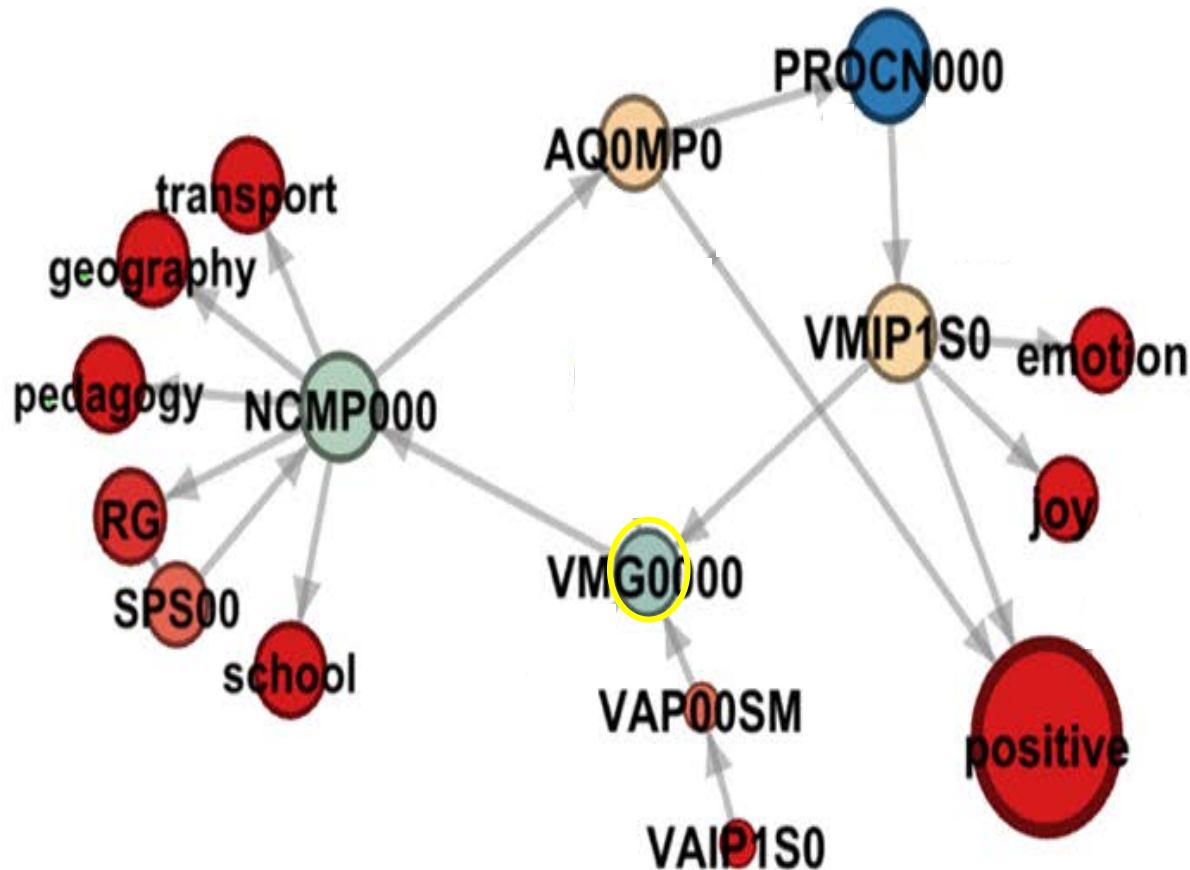 PROCN000
AQ0MP0
transport
geography
VMIP1S0
emotion
pedagogy
NCMP000
RG
joy
VMG0000
SPS00
school
VAP00SM
positive
VAIP1S0